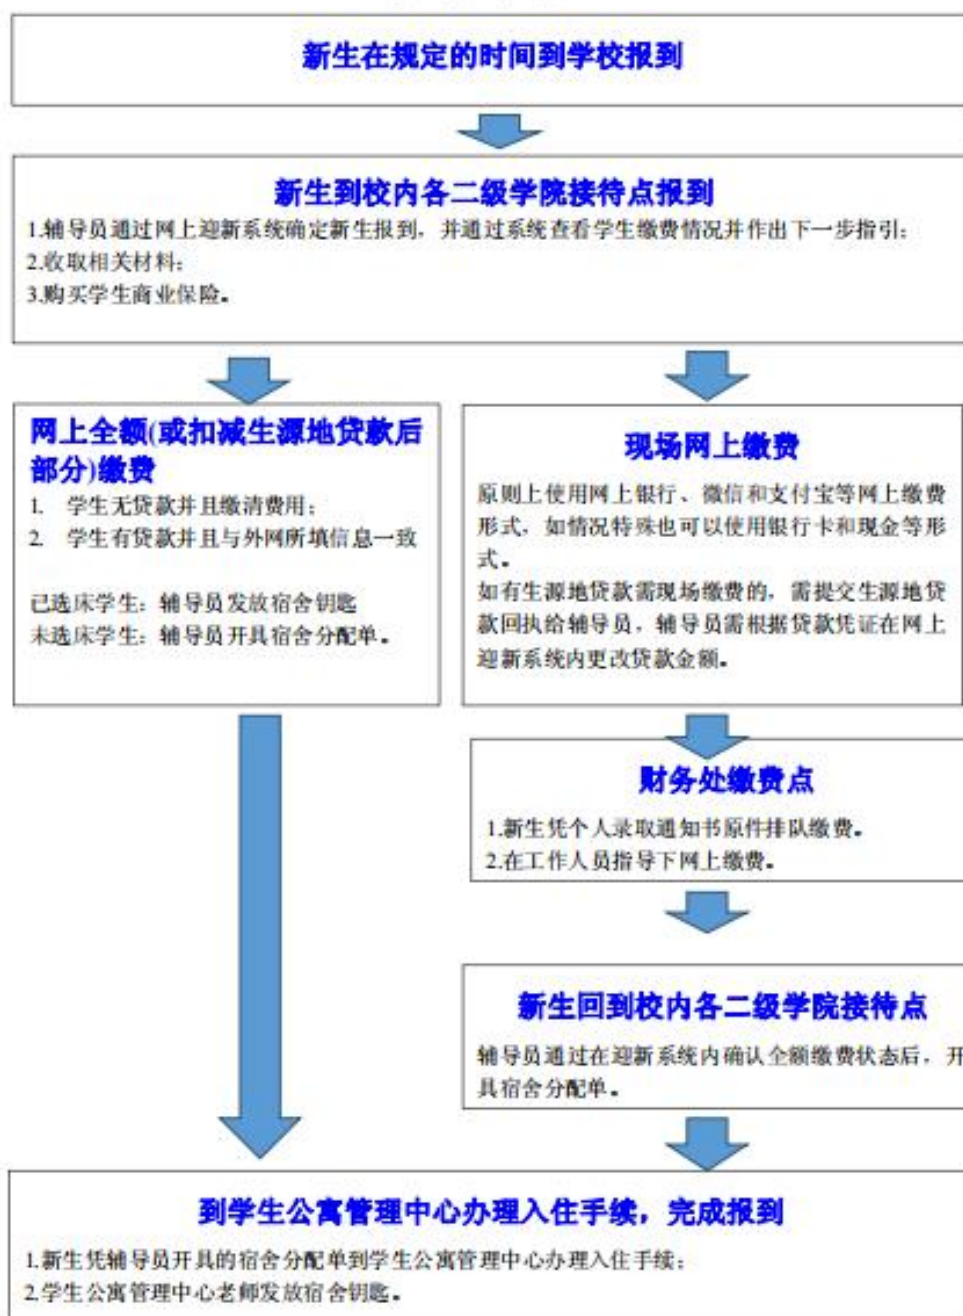 新生在规定的时间到学校报到
新生到校内各二级学院接待点报到
1.辅导员通过网上迎新系统确定新生报到，并通过系统查看学生缴费情况并作出下一步指引；
2.收取相关材料；
3.购买学生商业保险。
网上全额(或扣减生源地贷款后
部分)缴费
1. 学生无贷款并且缴清费用；
2. 学生有贷款并且与外网所填信息一致
已选床学生：辅导员发放宿舍钥匙
未选床学生：辅导员开具宿舍分配单。
现场网上缴费
原则上使用网上银行、微信和支付宝等网上缴费
形式，如情况特殊也可以使用银行卡和现金等形
式。
如有生源地贷款需现场缴费的，需提交生源地贷
款回执给辅导员，辅导员需根据贷款凭证在网上
迎新系统内更改贷款金额。
财务处缴费点
1.新生凭个人录取通知书原件排队缴费。
2.在工作人员指导下网上缴费。
新生回到校内各二级学院接待点
辅导员通过在迎新系统内确认全额缴费状态后，开
具宿舍分配单。
到学生公寓管理中心办理入住手续，完成报到
1.新生凭辅导员开具的宿舍分配单到学生公寓管理中心办理入住手续；
2.学生公寓管理中心老师发放宿舍钥匙。